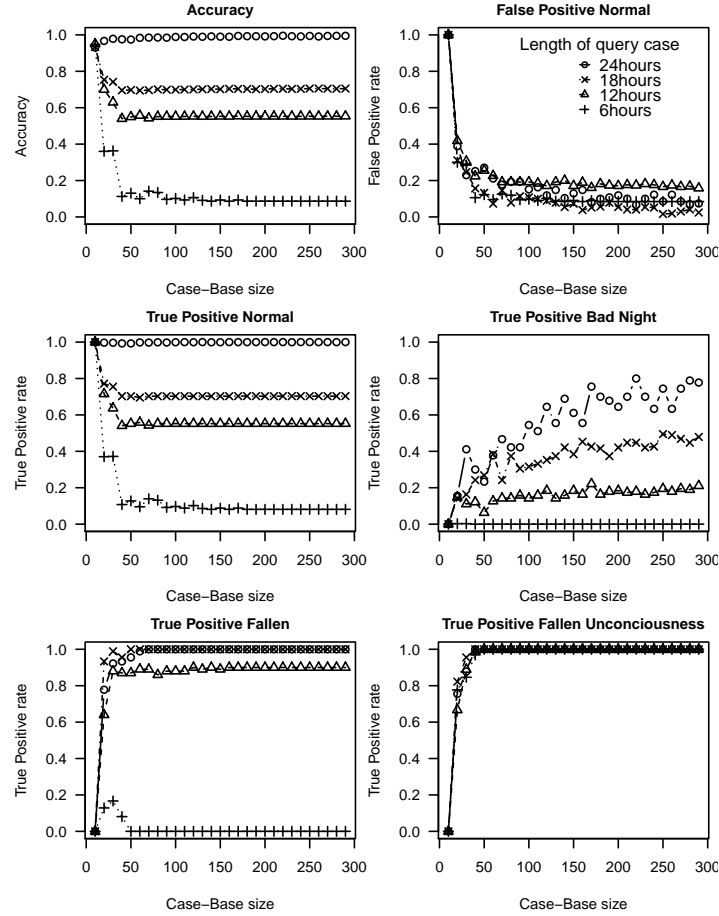 Accuracy
False Positive Normal
Accuracy
1.0
0.8
0.6
0.4
0.2
0.0
0 50 100 150 200 250 300
Case−Base size
False Positive rate
1.0
0.8
0.6
0.4
0.2
0.0
Length of query case
24hours
18hours
12hours
6hours
0 50 100 150 200 250 300
Case−Base size
True Positive Normal
True Positive Bad Night
True Positive rate
1.0
0.8
0.6
0.4
0.2
0.0
0 50 100 150 200 250 300
Case−Base size
True Positive rate
1.0
0.8
0.6
0.4
0.2
0.0
0 50 100 150 200 250 300
Case−Base size
True Positive Fallen
True Positive Fallen Unconciousness
True Positive rate
1.0
0.8
0.6
0.4
0.2
0.0
0 50 100 150 200 250 300
Case−Base size
True Positive rate
1.0
0.8
0.6
0.4
0.2
0.0
0 50 100 150 200 250 300
Case−Base size